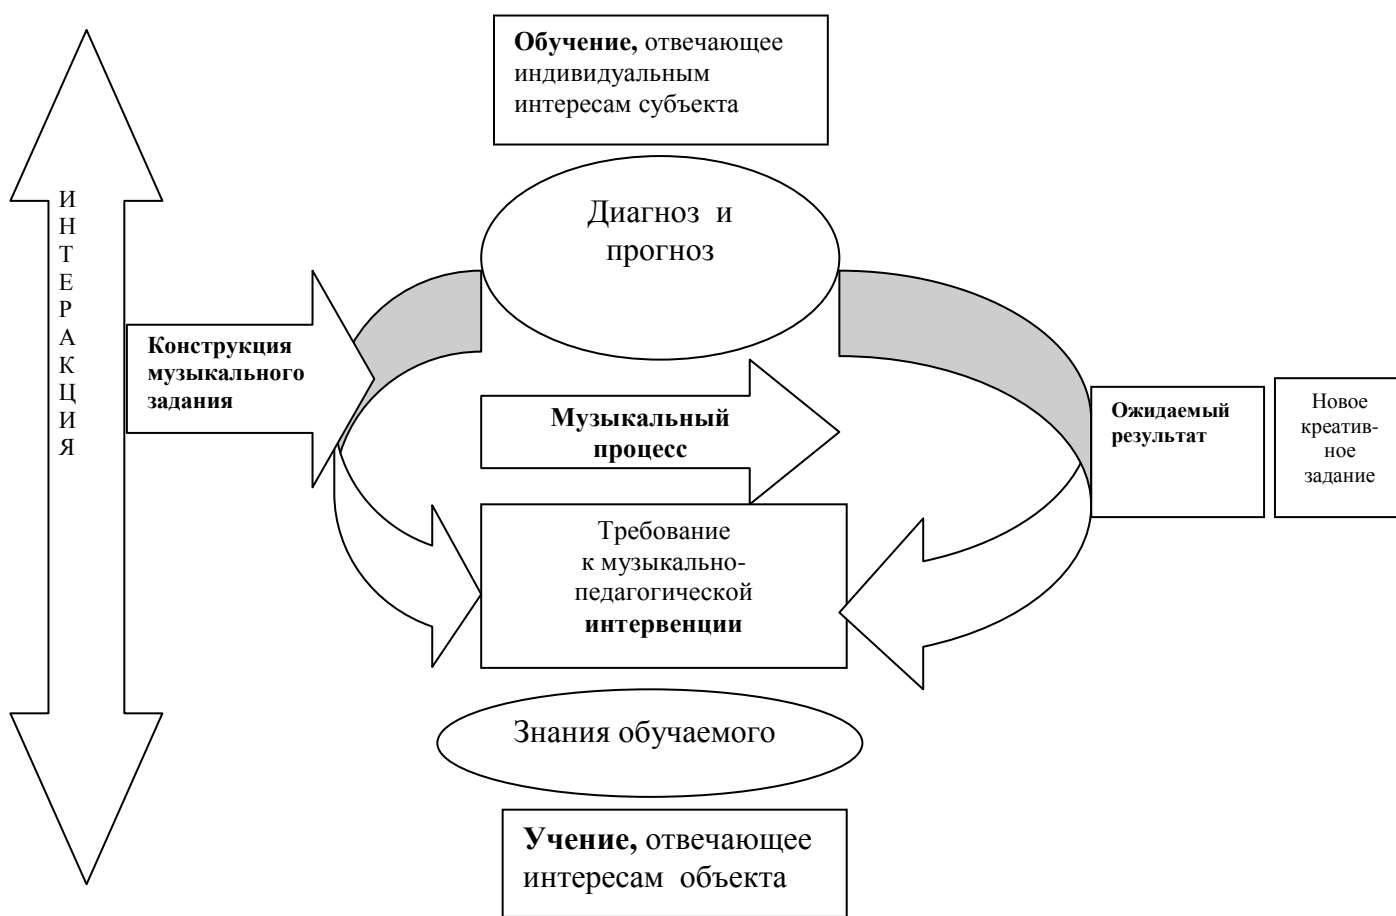 Обучение, отвечающее
индивидуальным
интересам субъекта
Диагноз и
прогноз
ИНТЕРАКЦИЯ
Конструкция
музыкального
задания
Музыкальный
процесс
Ожидаемый
результат
Новое
креатив-
ное
задание
Требование
к музыкально-
педагогической
интервенции
Знания обучаемого
Учение, отвечающее
интересам объекта